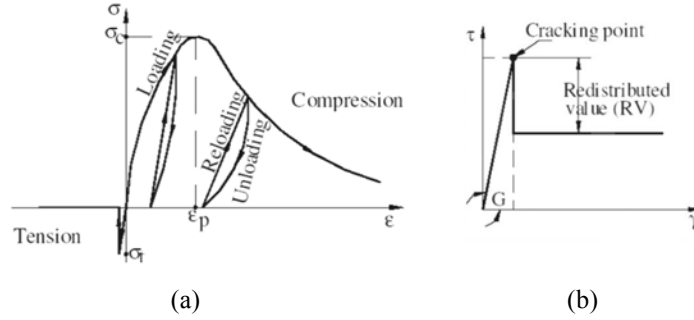 σ
σc
Loading
Reloading
Unloading
Compression
εp
ε
Tension
σt
τ
Cracking point
Redistributed
value (RV)
G
γ
(a)
(b)